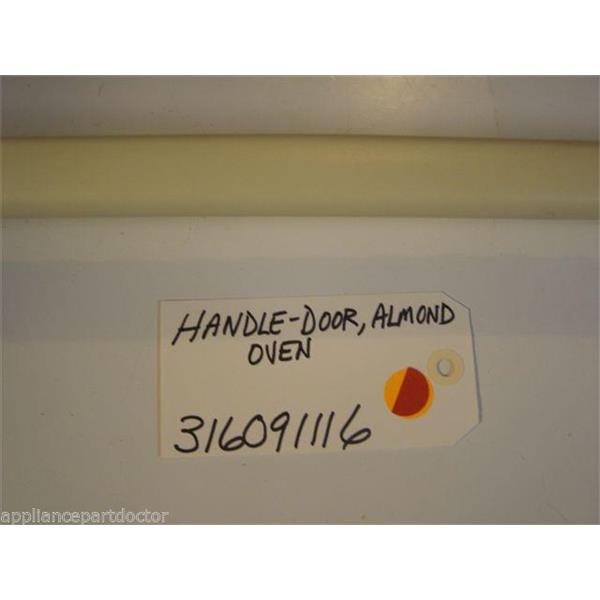 HANDLE-DOOR, ALMOND
OVEN
316091116
appliancepartdoctor